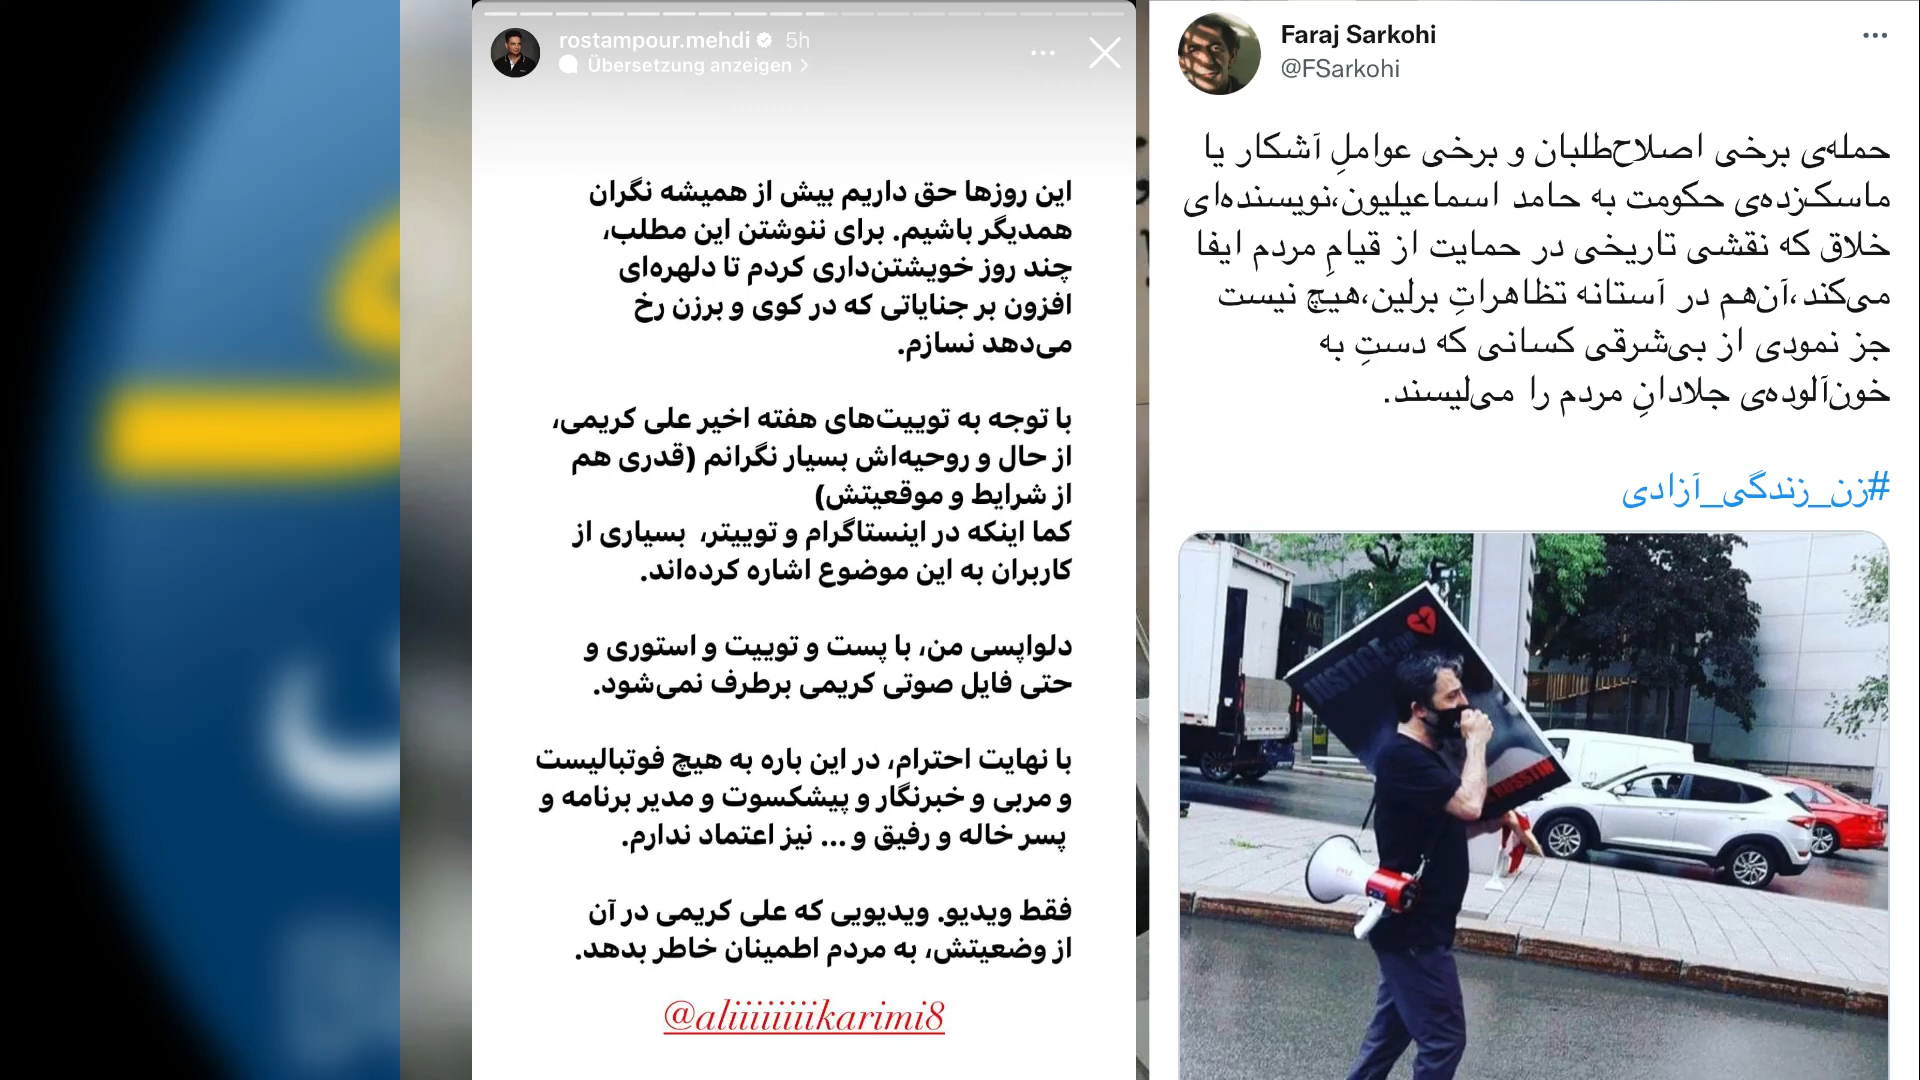 rostampour.mehdi 5h
Übersetzung anzeigen
این روزها حق داریم بیش از همیشه نگران
همدیگر باشیم. برای ننوشتن این مطلب،
چند روز خویشتن‌داری کردم تا دلهره‌ای
افزون بر جنایاتی که در کوی و برزن رخ
می‌دهد نسازم.
با توجه به توییت‌های هفته اخیر علی کریمی،
از حال و روحیه‌اش بسیار نگرانم (قدری هم
از شرایط و موقعیتش)
کما اینکه در اینستاگرام و توییتر، بسیاری از
کاربران به این موضوع اشاره کرده‌اند.
دلواپسی من، با پست و توییت و استوری و
حتی فایل صوتی کریمی برطرف نمی‌شود.
با نهایت احترام، در این باره به هیچ فوتبالیست
و مربی و خبرنگار و پیشکسوت و مدیر برنامه و
پسر خاله و رفیق و ... نیز اعتماد ندارم.
فقط ویدیو. ویدیویی که علی کریمی در آن
از وضعیتش، به مردم اطمینان خاطر بدهد.
@aliiiiiiiikarimi8
Faraj Sarkohi
@FSarkohi
حمله‌ی برخی اصلاح‌طلبان و برخی عواملِ آشکار یا
ماسک‌زده‌ی حکومت به حامد اسماعیلیون،نویسنده‌ای
خلاق که نقشی تاریخی در حمایت از قیامِ مردم ایفا
می‌کند،آن‌هم در آستانه تظاهراتِ برلین،هیچ نیست
جز نمودی از بی‌شرقی کسانی که دستِ به
خون‌آلوده‌ی جلادانِ مردم را می‌لیسند.
#زن_زندگی_آزادی
JUSTICE